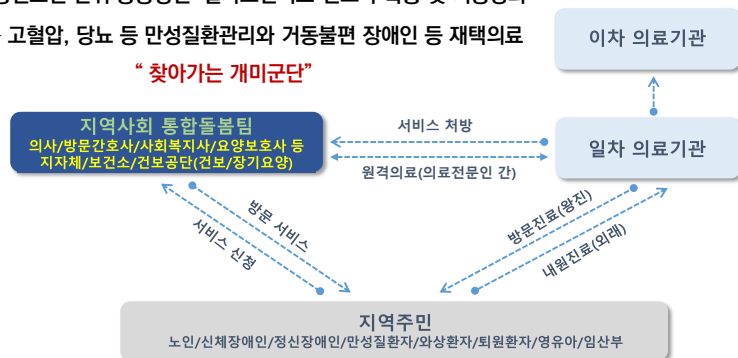 고혈압, 당뇨 등 만성질환관리와 거동불편 장애인 등 재택의료
“ 찾아가는 개미군단”
이차 의료기관
지역사회 통합돌봄팀
의사/방문간호사/사회복지사/요양보호사 등
지자체/보건소/건보공단(건보/장기요양)
서비스 처방
원격의료(의료전문인 간)
일차 의료기관
방문 서비스
서비스 신청
방문진료(왕진)
내원진료(외래)
지역주민
노인/신체장애인/정신장애인/만성질환자/와상환자/퇴원환자/영유아/임산부